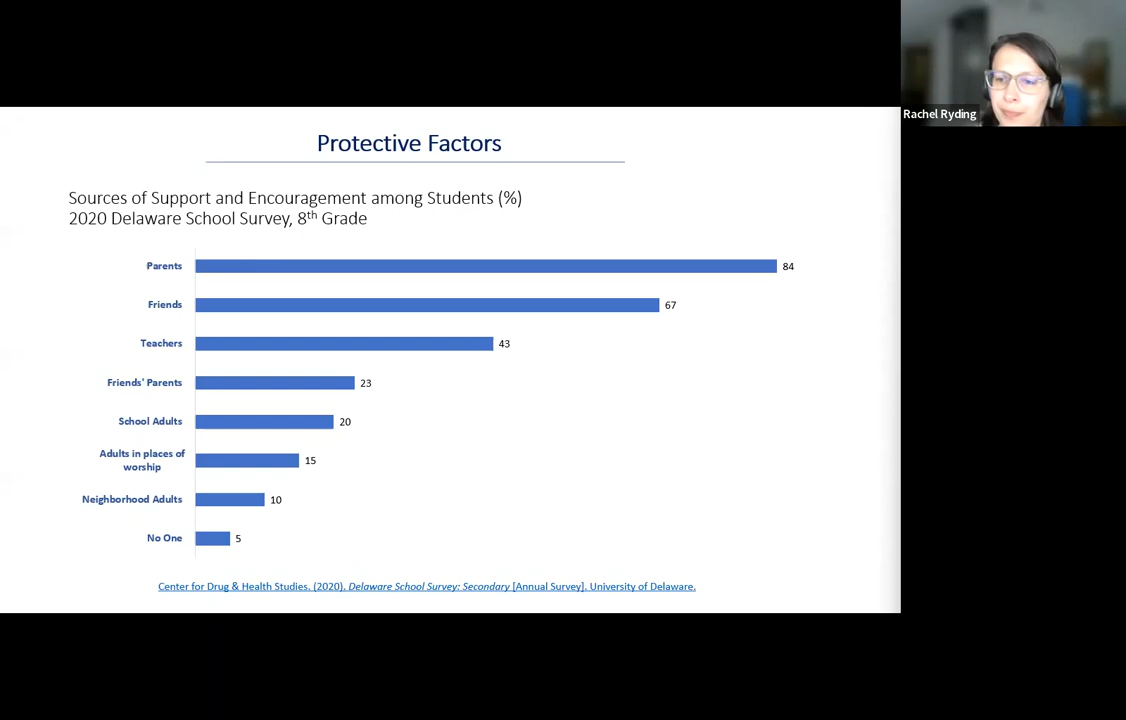 Rachel Ryding
Protective Factors
Sources of Support and Encouragement among Students (%)
2020 Delaware School Survey, 8th Grade
Parents 84
Friends 67
Teachers 43
Friends' Parents 23
School Adults 20
Adults in places of
worship 15
Neighborhood Adults 10
No One 5
Center for Drug & Health Studies. (2020). Delaware School Survey: Secondary [Annual Survey]. University of Delaware.